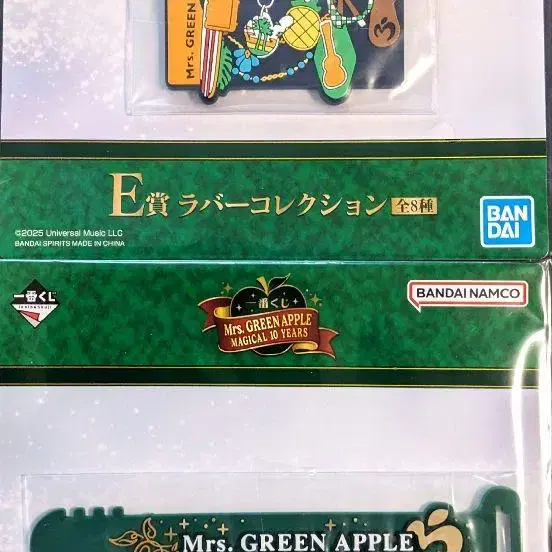 Mrs. GREEN
E賞 ラバーコレクション 全8種
©2025 Universal Music LLC
BANDAI SPIRITS MADE IN CHINA
BAN
DAI
一番くじ
一番くじ
Mrs. GREEN APPLE
MAGICAL 10 YEARS
BANDAI NAMCO
Mrs. GREEN APPLE